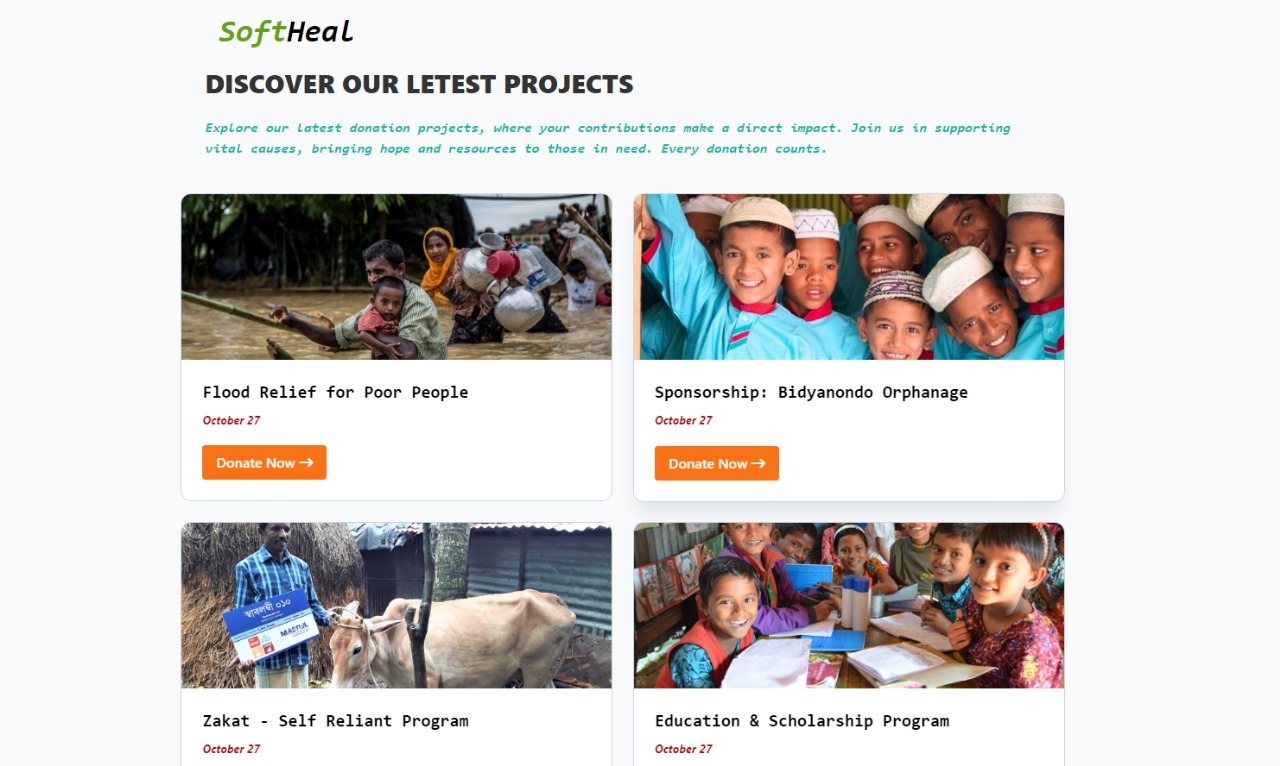 SoftHeal
DISCOVER OUR LETEST PROJECTS
Explore our latest donation projects, where your contributions make a direct impact. Join us in supporting
vital causes, bringing hope and resources to those in need. Every donation counts.
Flood Relief for Poor People
October 27
Donate Now →
Sponsorship: Bidyanondo Orphanage
October 27
Donate Now →
স্বাবলম্বী ০১০
MASTUL
Zakat - Self Reliant Program
October 27
Education & Scholarship Program
October 27